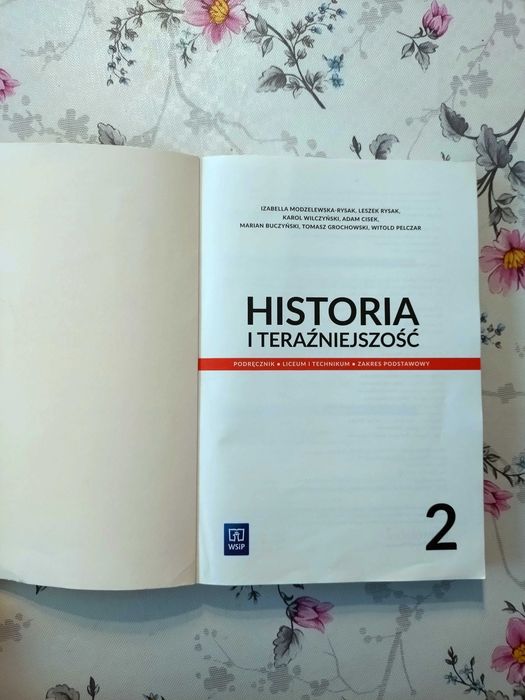 IZABELLA MODZELEWSKA-RYSAK, LESZEK RYSAK,
KAROL WILCZYŃSKI, ADAM CISEK,
MARIAN BUCZYŃSKI, TOMASZ GROCHOWSKI, WITOLD PELCZAR
HISTORIA
I TERAŹNIEJSZOŚĆ
PODRĘCZNIK • LICEUM I TECHNIKUM • ZAKRES PODSTAWOWY
WSiP
2